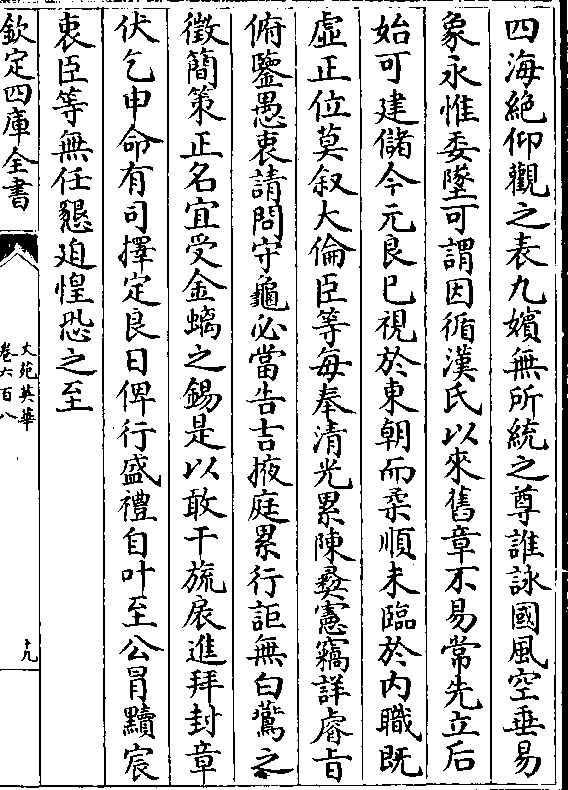 四海絶仰觀之表九嬪無所統之尊誰詠國風空垂易
象永惟委墜可謂因循漢氏以來舊章不易常先立后
始可建儲今元良已視於東朝而柔順未臨於内職既
虛正位莫叙大倫臣等每奉清光累陳彜憲竊詳睿㫖
俯鑒愚衷請問守龜必當告吉掖庭累行詎無白鷰之
徵簡策正名宜受金螭之錫是以敢干旒扆進拜封章
伏乞申命有司擇定良日俾行盛禮自叶至公冒黷宸
衷臣等無任懇迫惶恐之至
欽定四庫全書
文苑英華
卷六百八
十九